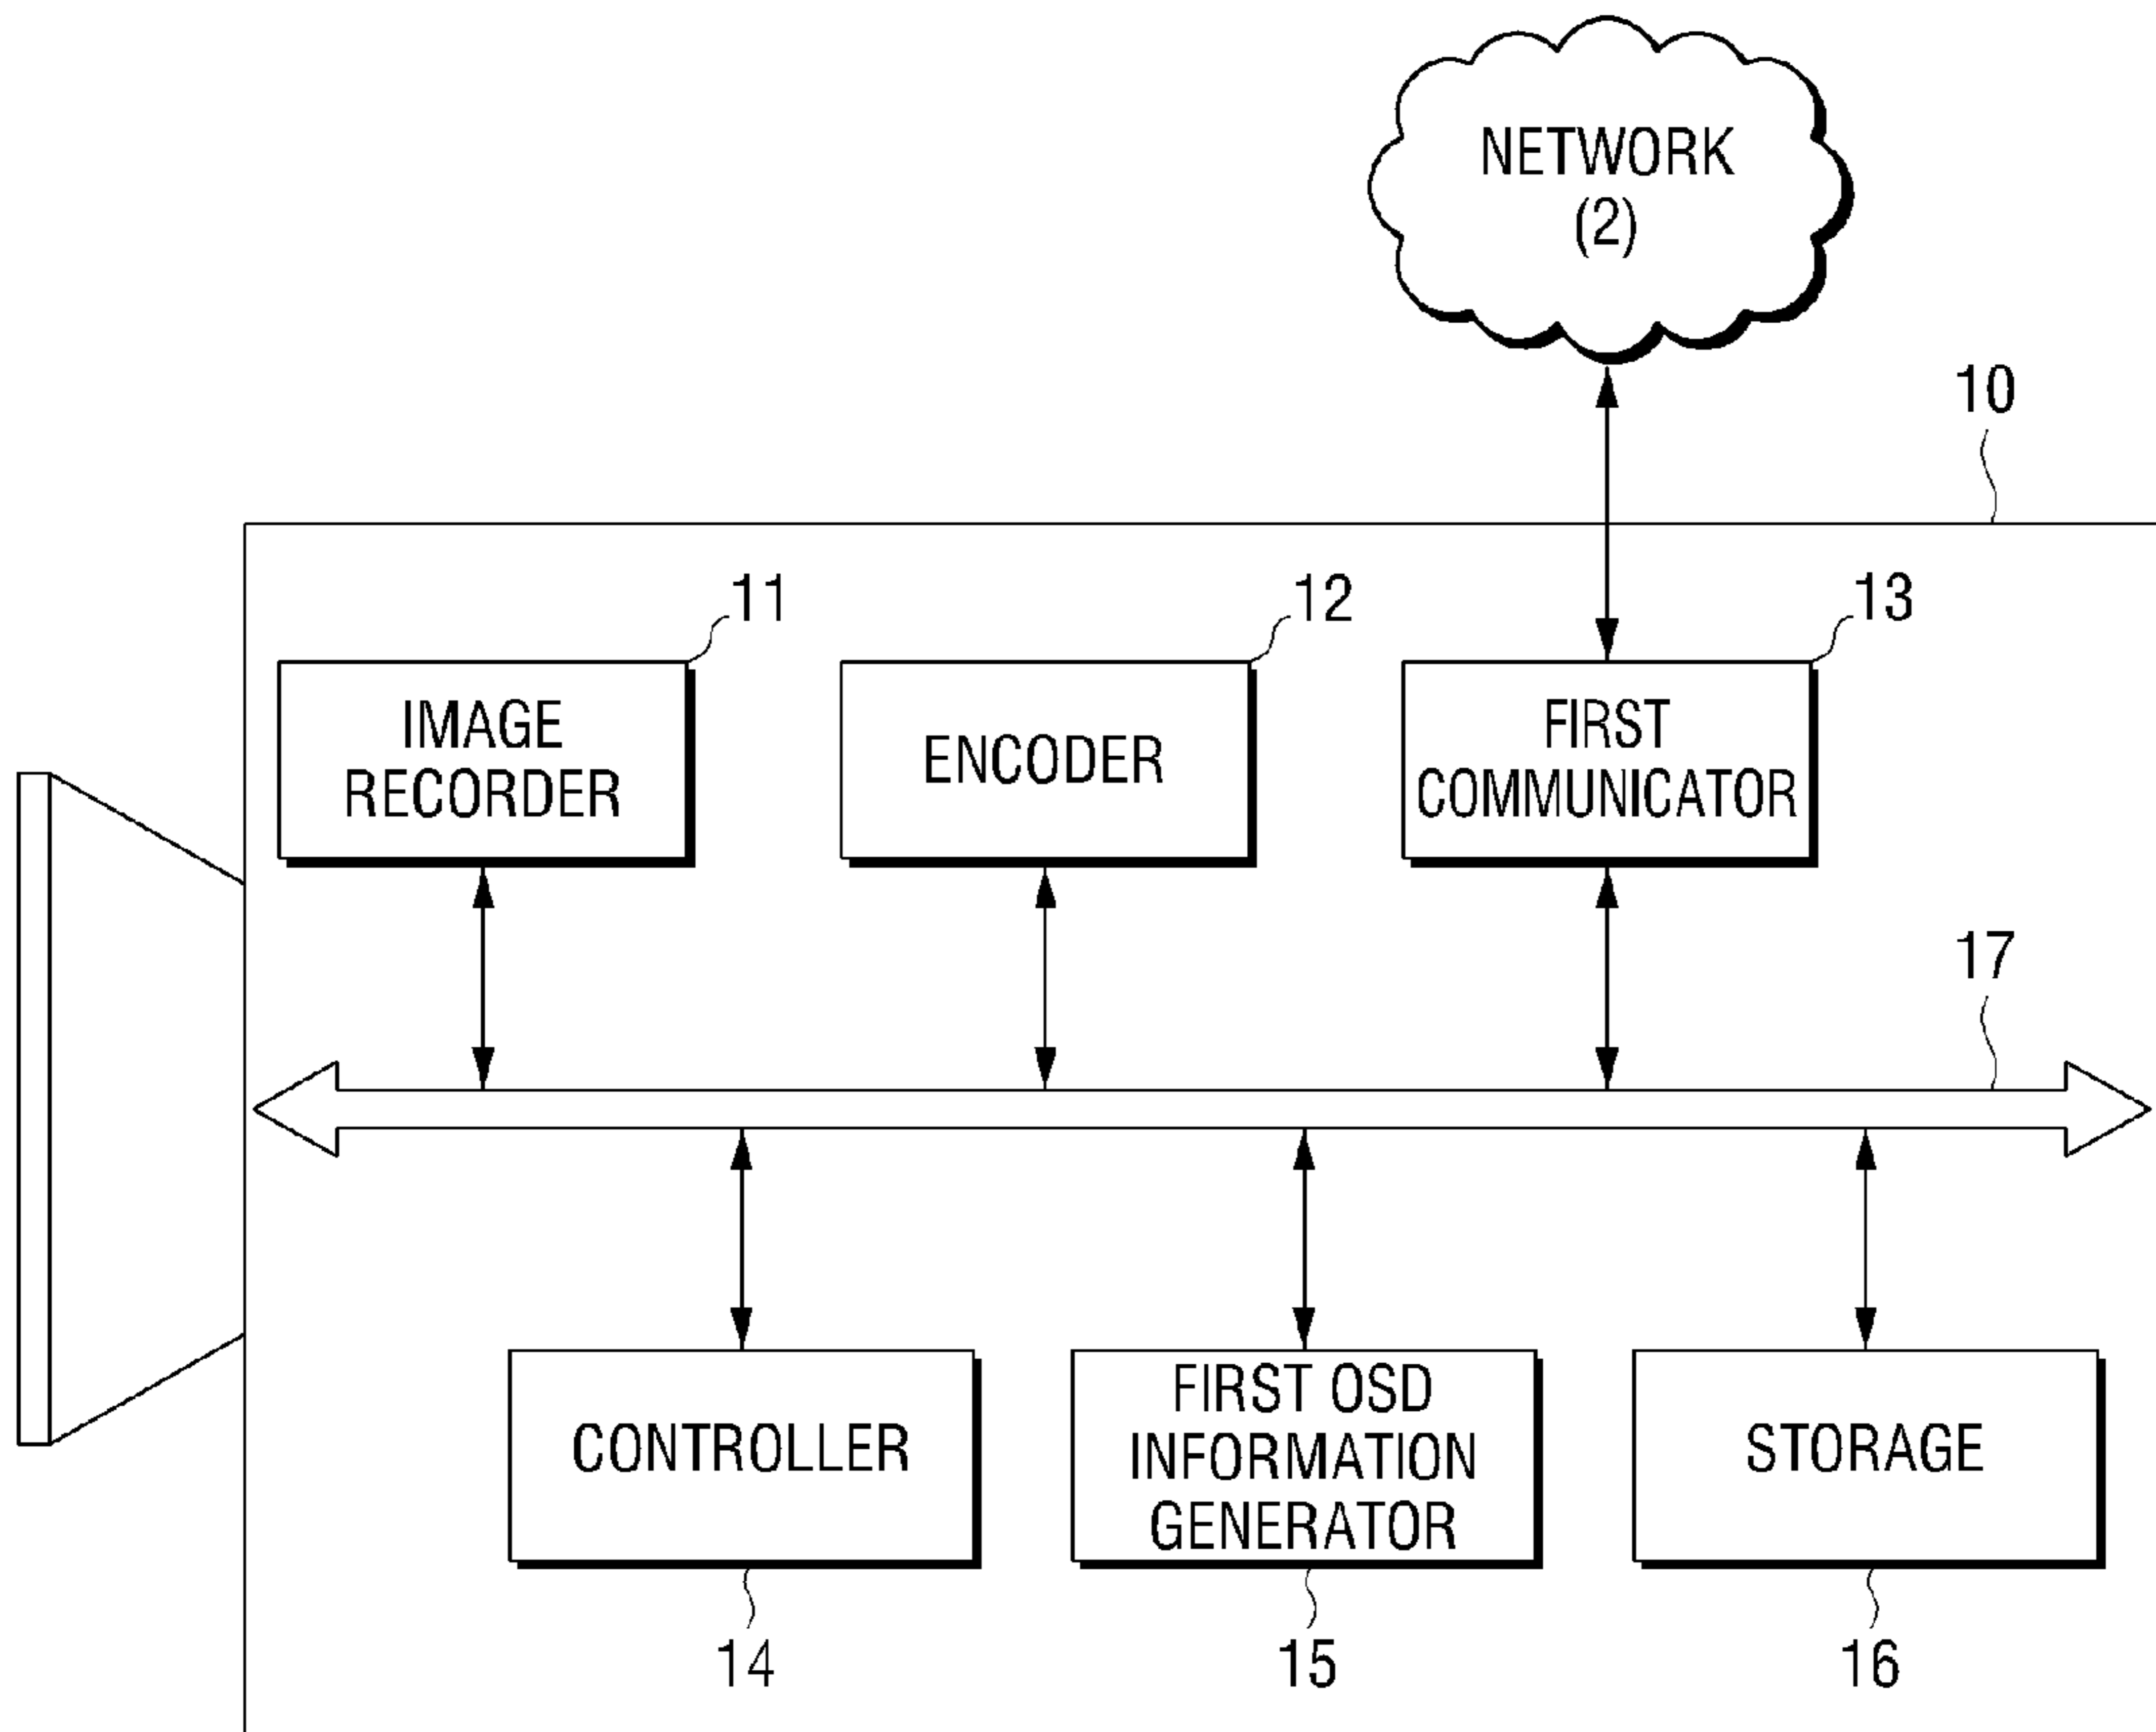 NETWORK
(2)
10
11
12
13
IMAGE
RECORDER
ENCODER
FIRST
COMMUNICATOR
17
CONTROLLER
FIRST OSD
INFORMATION
GENERATOR
STORAGE
14
15
16